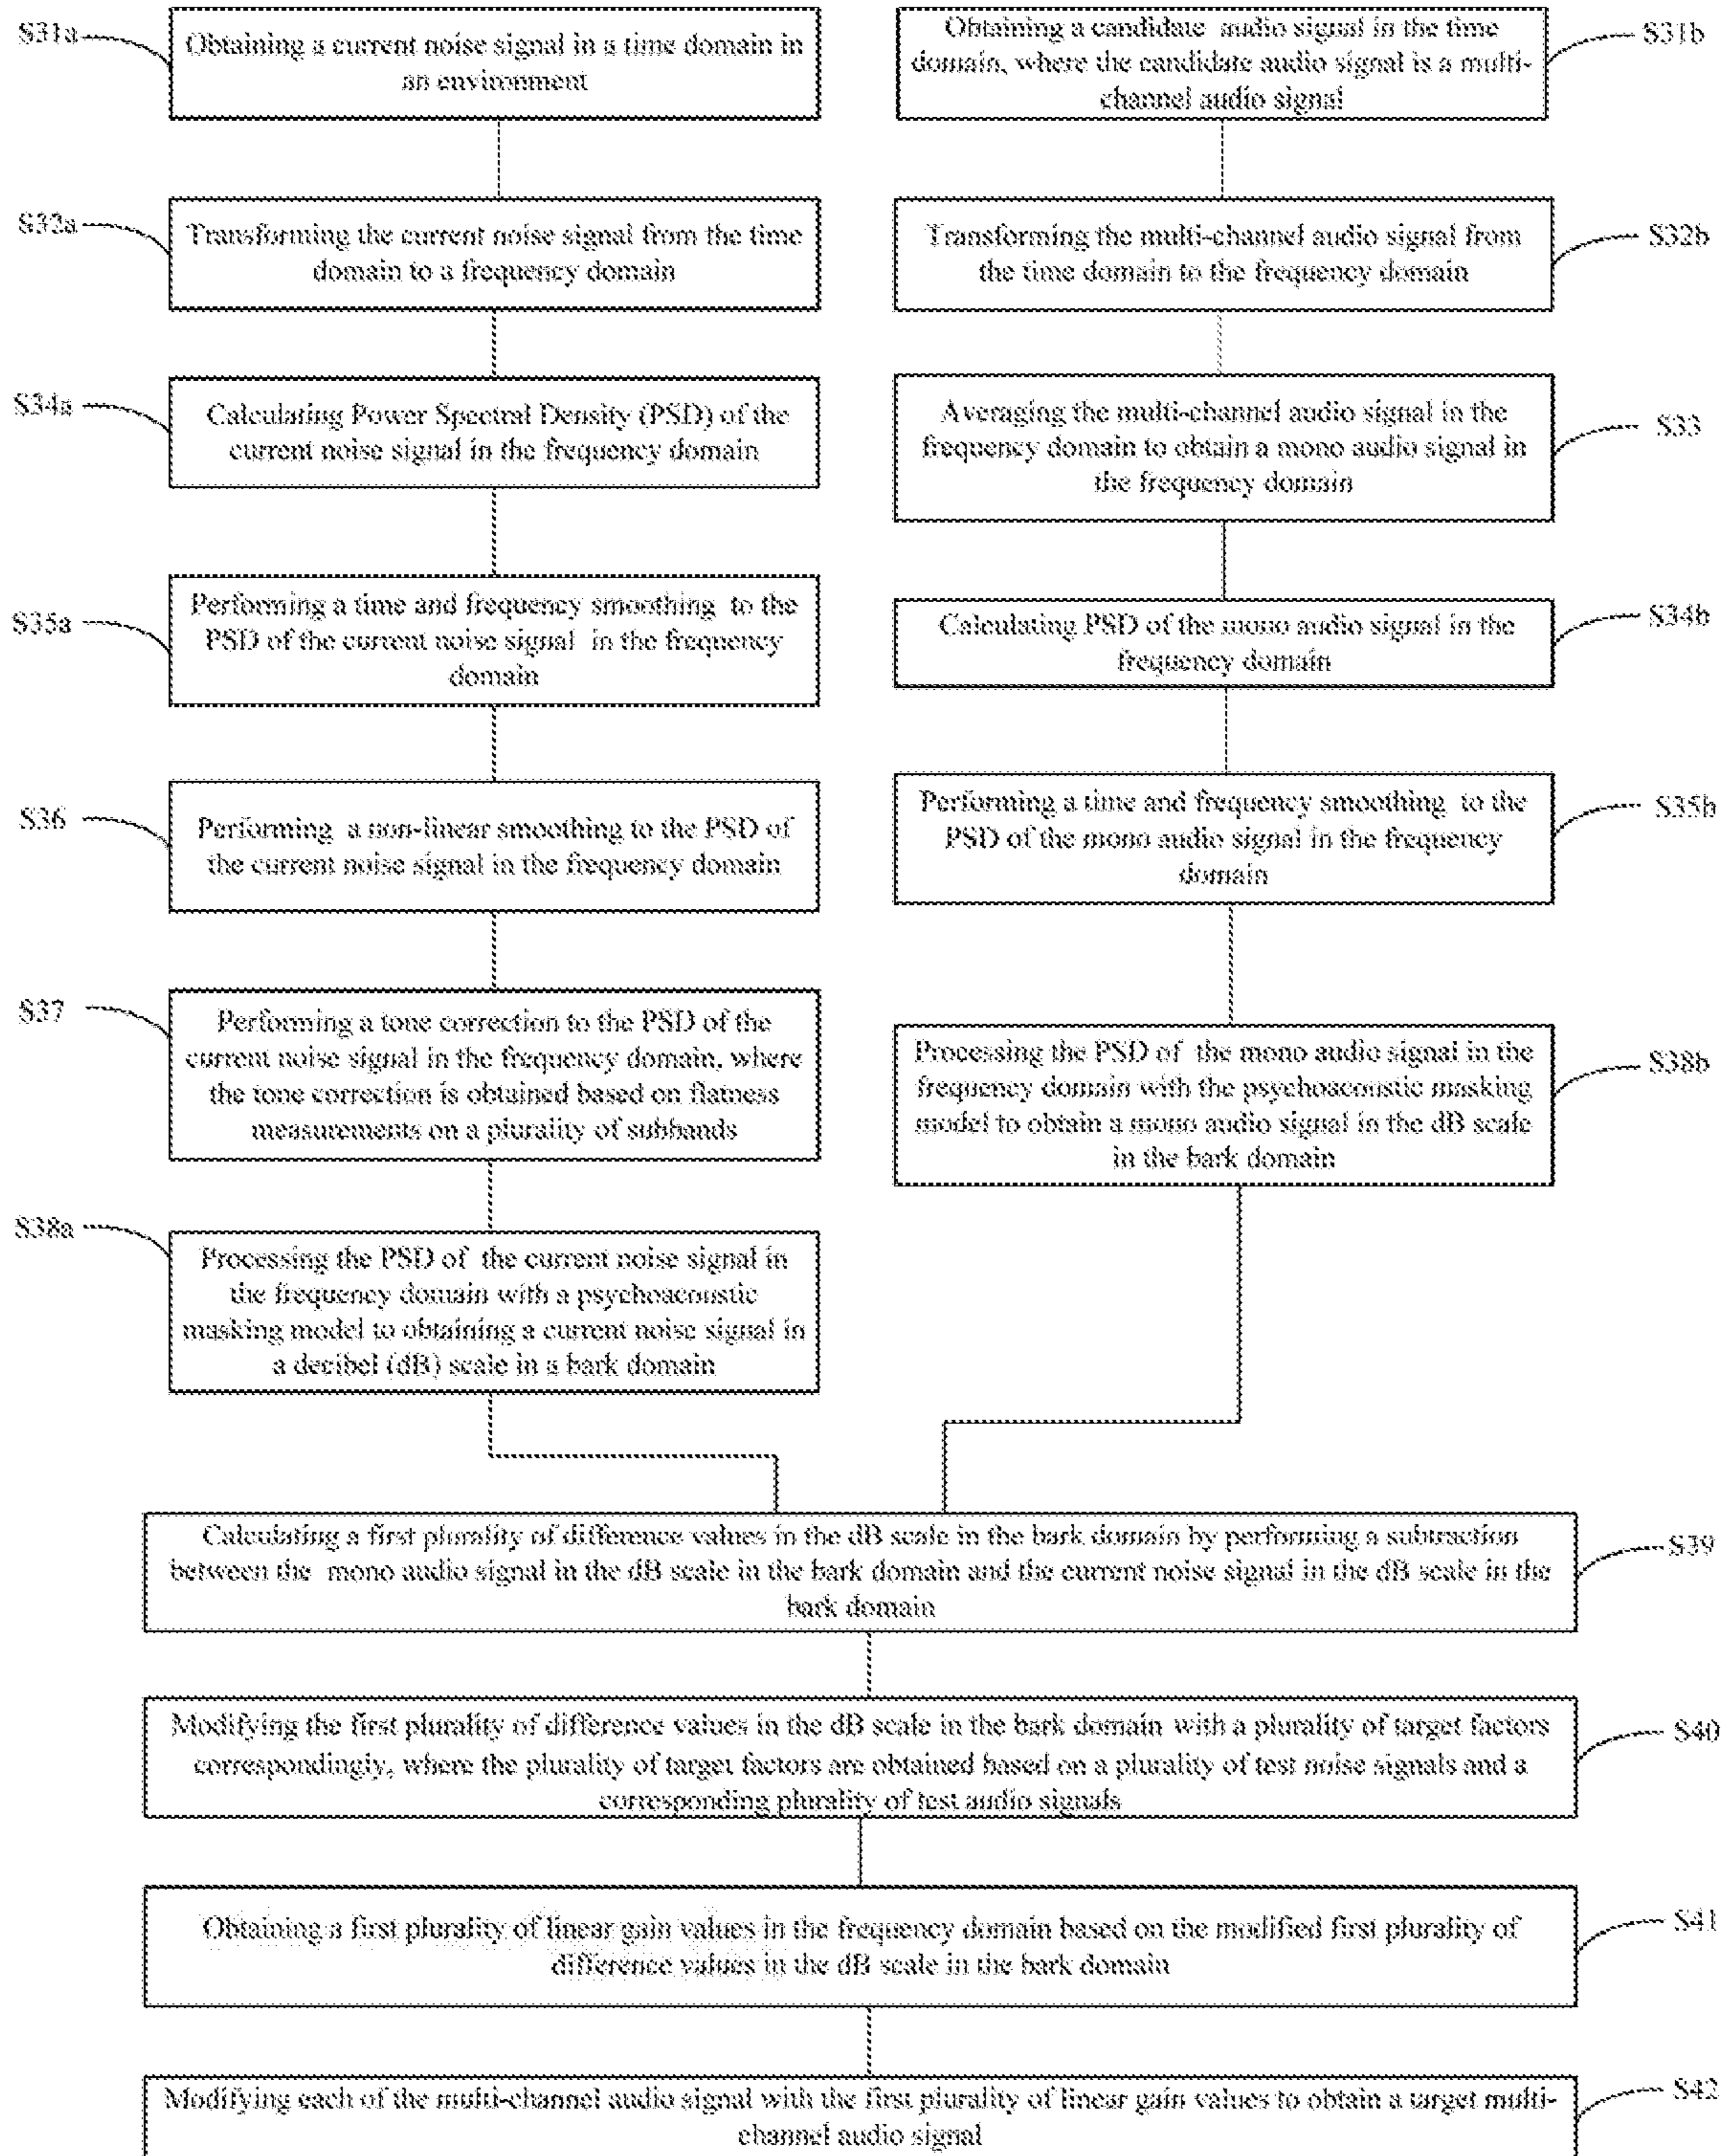 S31a
Obtaining a current noise signal in a time domain in
an environment
S32a
Transforming the current noise signal from the time
domain to a frequency domain
S34a
Calculating Power Spectral Density (PSD) of the
current noise signal in the frequency domain
S35a
Performing a time and frequency smoothing to the
PSD of the current noise signal in the frequency
domain
S36
Performing a non-linear smoothing to the PSD of
the current noise signal in the frequency domain
S37
Performing a tone correction to the PSD of the
current noise signal in the frequency domain, where
the tone correction is obtained based on flatness
measurements on a plurality of subbands
S38a
Processing the PSD of the current noise signal in
the frequency domain with a psychoacoustic
masking model to obtaining a current noise signal in
a decibel (dB) scale in a bark domain
Obtaining a candidate audio signal in the time
domain, where the candidate audio signal is a multi-
channel audio signal
S31b
Transforming the multi-channel audio signal from
the time domain to the frequency domain
S32b
Averaging the multi-channel audio signal in the
frequency domain to obtain a mono audio signal in
the frequency domain
S33
Calculating PSD of the mono audio signal in the
frequency domain
S34b
Performing a time and frequency smoothing to the
PSD of the mono audio signal in the frequency
domain
S35b
Processing the PSD of the mono audio signal in the
frequency domain with the psychoacoustic masking
model to obtain a mono audio signal in the dB scale
in the bark domain
S38b
Calculating a first plurality of difference values in the dB scale in the bark domain by performing a subtraction
between the mono audio signal in the dB scale in the bark domain and the current noise signal in the dB scale in the
bark domain
S39
Modifying the first plurality of difference values in the dB scale in the bark domain with a plurality of target factors
correspondingly, where the plurality of target factors are obtained based on a plurality of test noise signals and a
corresponding plurality of test audio signals
S40
Obtaining a first plurality of linear gain values in the frequency domain based on the modified first plurality of
difference values in the dB scale in the bark domain
S41
Modifying each of the multi-channel audio signal with the first plurality of linear gain values to obtain a target multi-
channel audio signal
S42